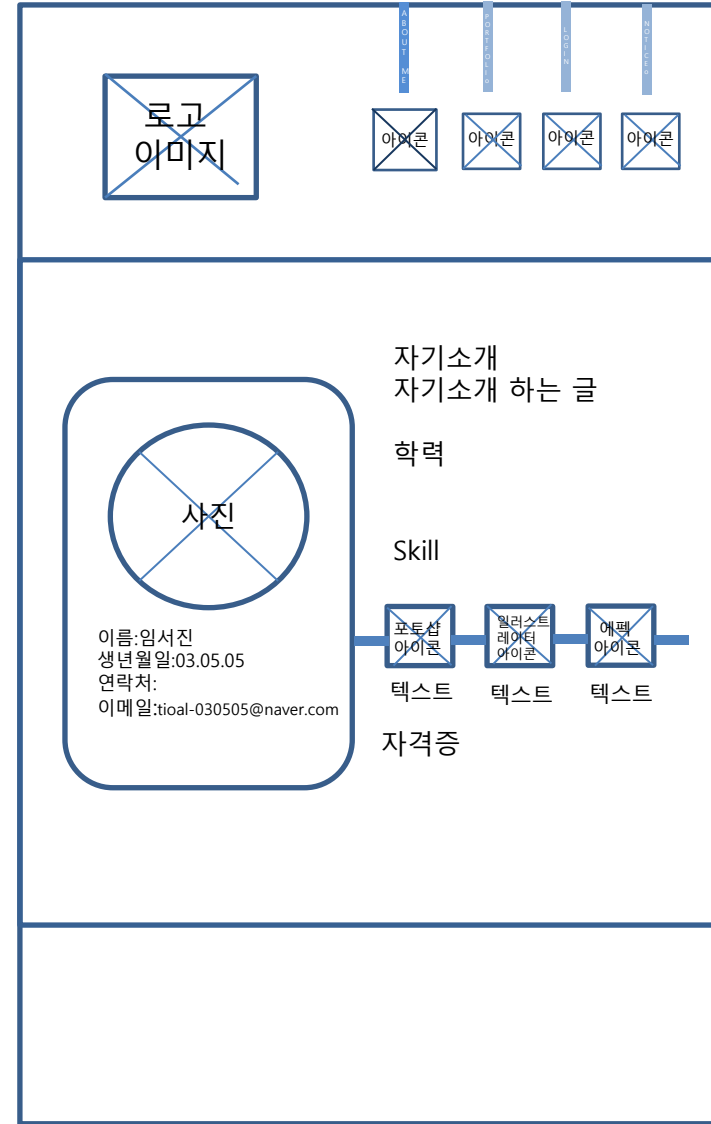 ABOUT ME
PORTFOLIO
LOGIN
NOTICE
로고
이미지
아이콘
아이콘
아이콘
아이콘
자기소개
자기소개 하는 글
학력
사진
Skill
포토샵
아이콘
일러스트
레이터
아이콘
에펙
아이콘
이름:임서진
생년월일:03.05.05
연락처:
이메일:tioal-030505@naver.com
텍스트
텍스트
텍스트
자격증